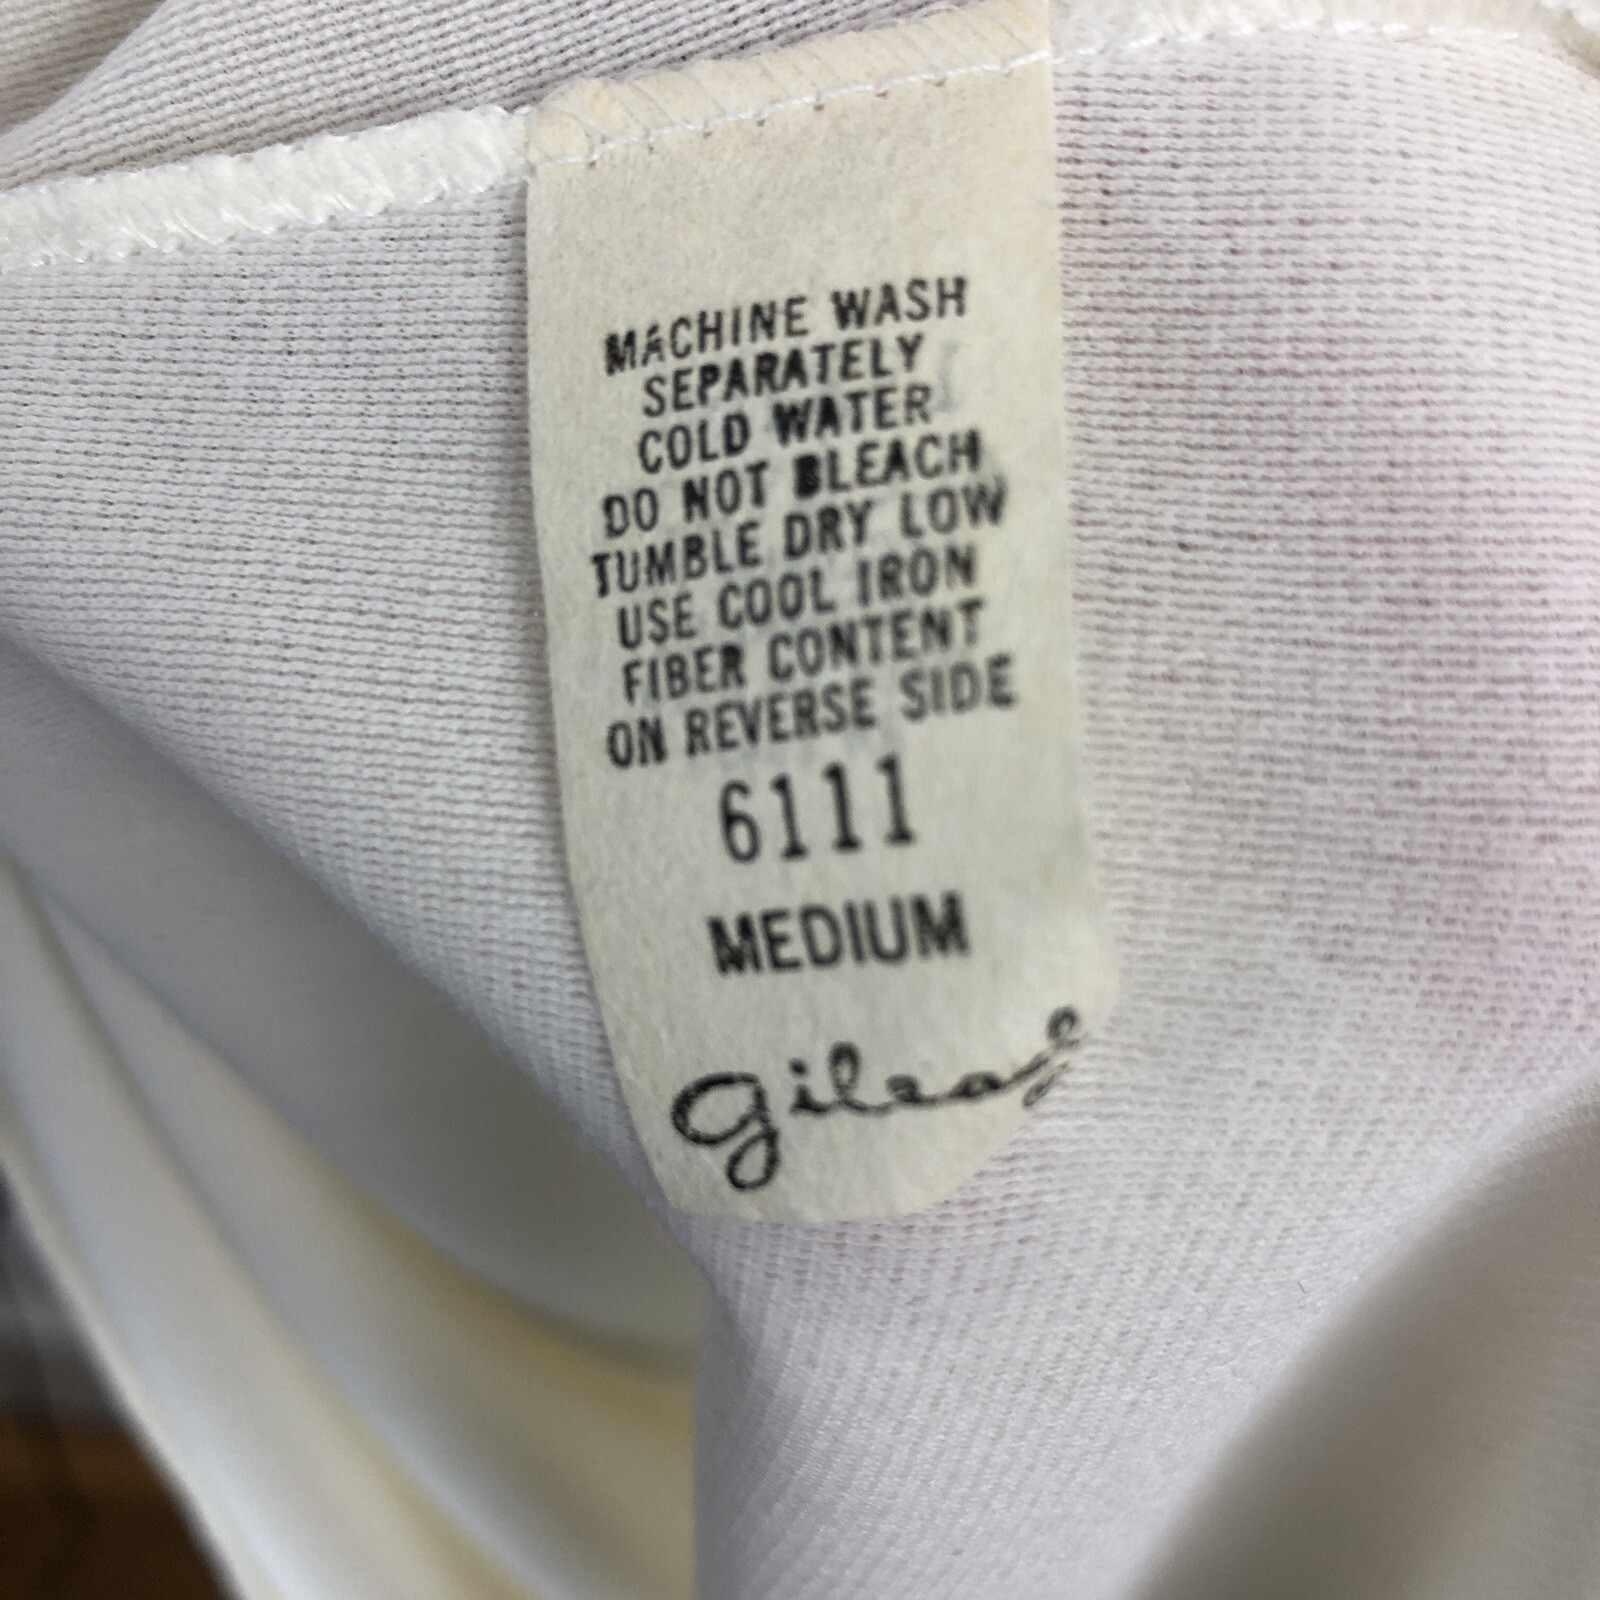 MACHINE WASH
SEPARATELY
COLD WATER
DO NOT BLEACH
TUMBLE DRY LOW
USE COOL IRON
FIBER CONTENT
ON REVERSE SIDE
6111
MEDIUM
gilead